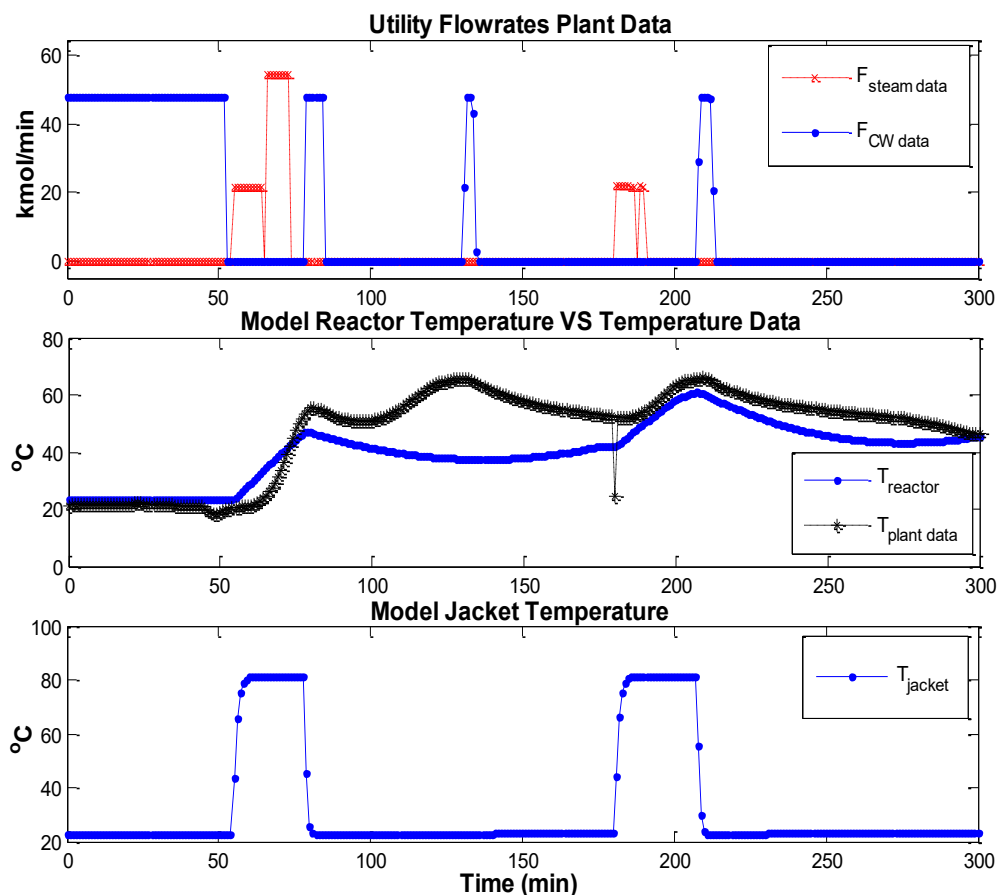 Utility Flowrates Plant Data
60
40
20
0
kmol/min
F steam data
F CW data
0 50 100 150 200 250 300
Model Reactor Temperature VS Temperature Data
80
60
40
20
0
oC
T reactor
T plant data
0 50 100 150 200 250 300
Model Jacket Temperature
100
80
60
40
20
oC
T jacket
0 50 100 150 200 250 300
Time (min)